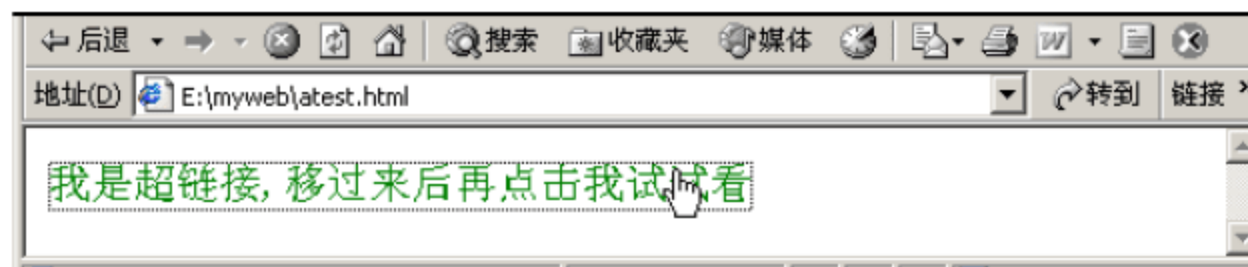 后退 搜索 收藏夹 媒体 W
地址(D) E:\myweb\atest.html 转到 链接 »
我是超链接, 移过来后再点击我试试看